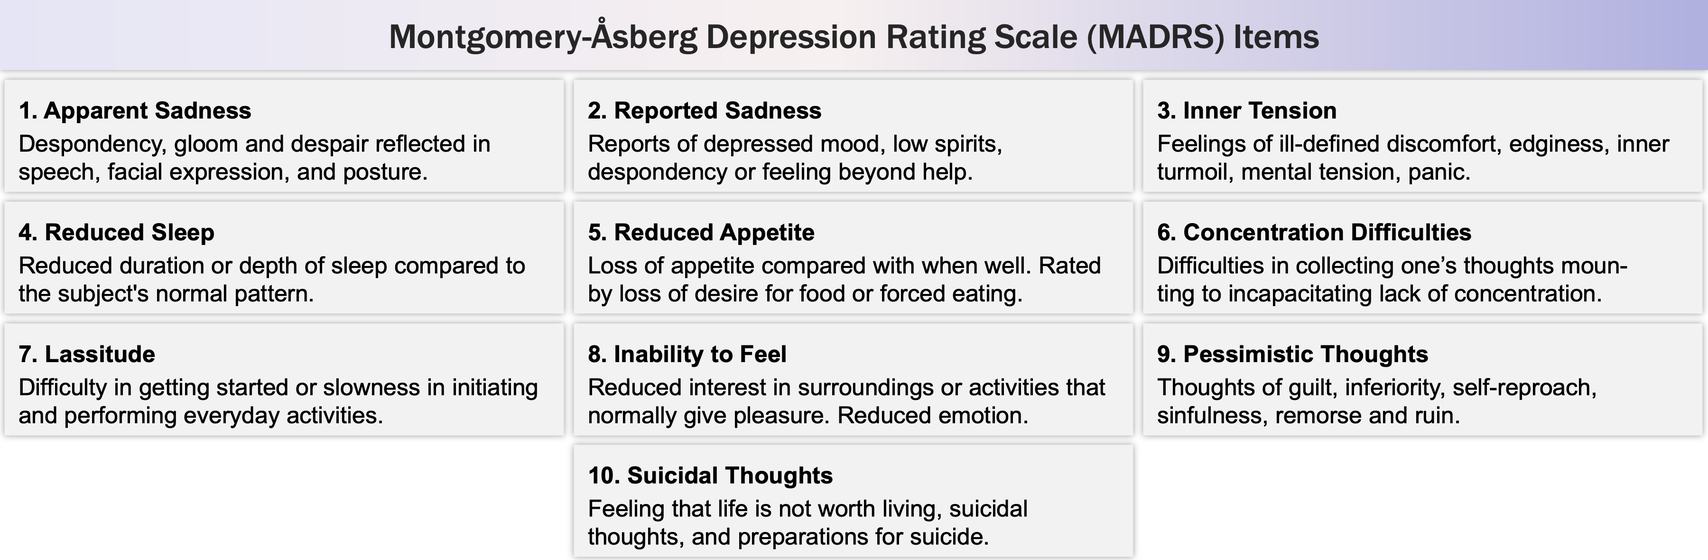 Montgomery-Åsberg Depression Rating Scale (MADRS) Items
1. Apparent Sadness
Despondency, gloom and despair reflected in
speech, facial expression, and posture.
2. Reported Sadness
Reports of depressed mood, low spirits,
despondency or feeling beyond help.
3. Inner Tension
Feelings of ill-defined discomfort, edginess, inner
turmoil, mental tension, panic.
4. Reduced Sleep
Reduced duration or depth of sleep compared to
the subject's normal pattern.
5. Reduced Appetite
Loss of appetite compared with when well. Rated
by loss of desire for food or forced eating.
6. Concentration Difficulties
Difficulties in collecting one’s thoughts moun-
ting to incapacitating lack of concentration.
7. Lassitude
Difficulty in getting started or slowness in initiating
and performing everyday activities.
8. Inability to Feel
Reduced interest in surroundings or activities that
normally give pleasure. Reduced emotion.
9. Pessimistic Thoughts
Thoughts of guilt, inferiority, self-reproach,
sinfulness, remorse and ruin.
10. Suicidal Thoughts
Feeling that life is not worth living, suicidal
thoughts, and preparations for suicide.